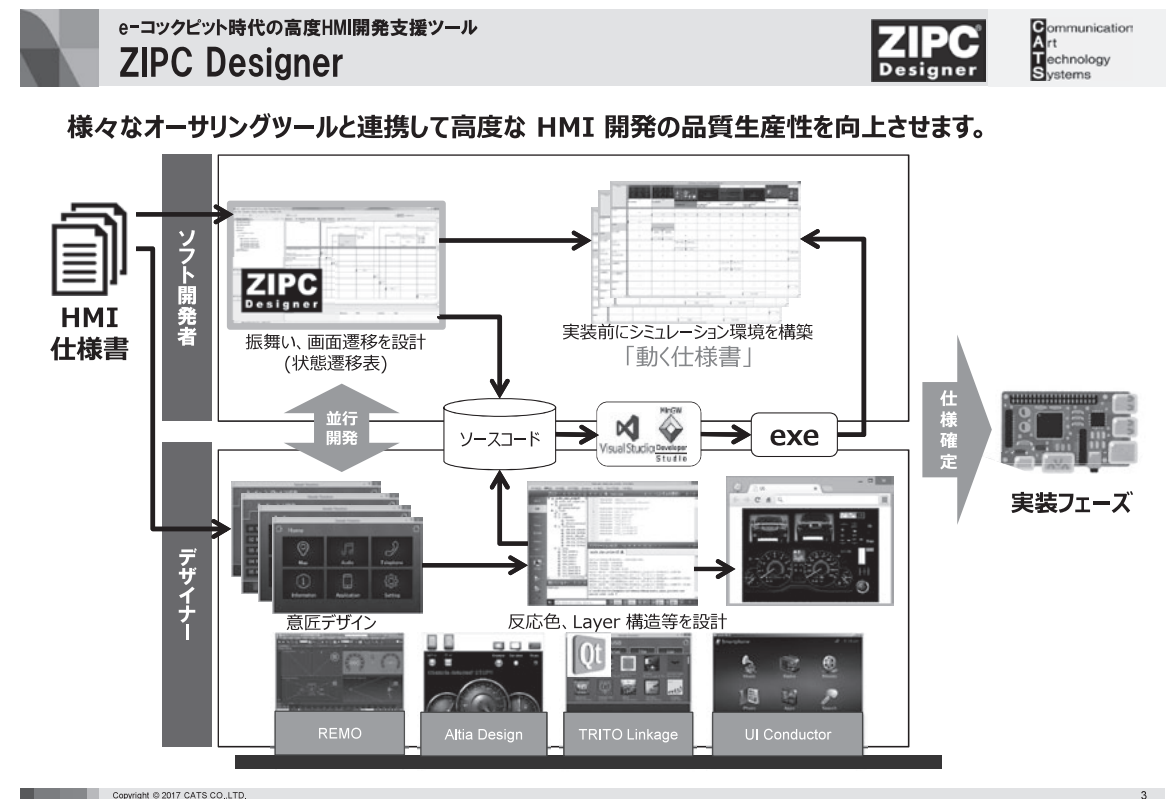 e-コックピット時代の高度HMI開発支援ツール
ZIPC Designer
ZIPC
Designer
Communication
Art
Technology
Systems
様々なオーサリングツールと連携して高度な HMI 開発の品質生産性を向上させます。
HMI
仕様書
ソフト開発者
ZIPC
Designer
振舞い、画面遷移を設計
(状態遷移表)
実装前にシミュレーション環境を構築
「動く仕様書」
並行
開発
ソースコード
VisualStudio
MinGW
Developer
Studio
exe
仕様確定
実装フェーズ
デザイナー
Home
Map
Audio
Telephone
Information
Application
Setting
意匠デザイン
反応色、Layer 構造等を設計
Qt
REMO
Altia Design
TRITO Linkage
UI Conductor
Copyright © 2017 CATS CO.,LTD.
3